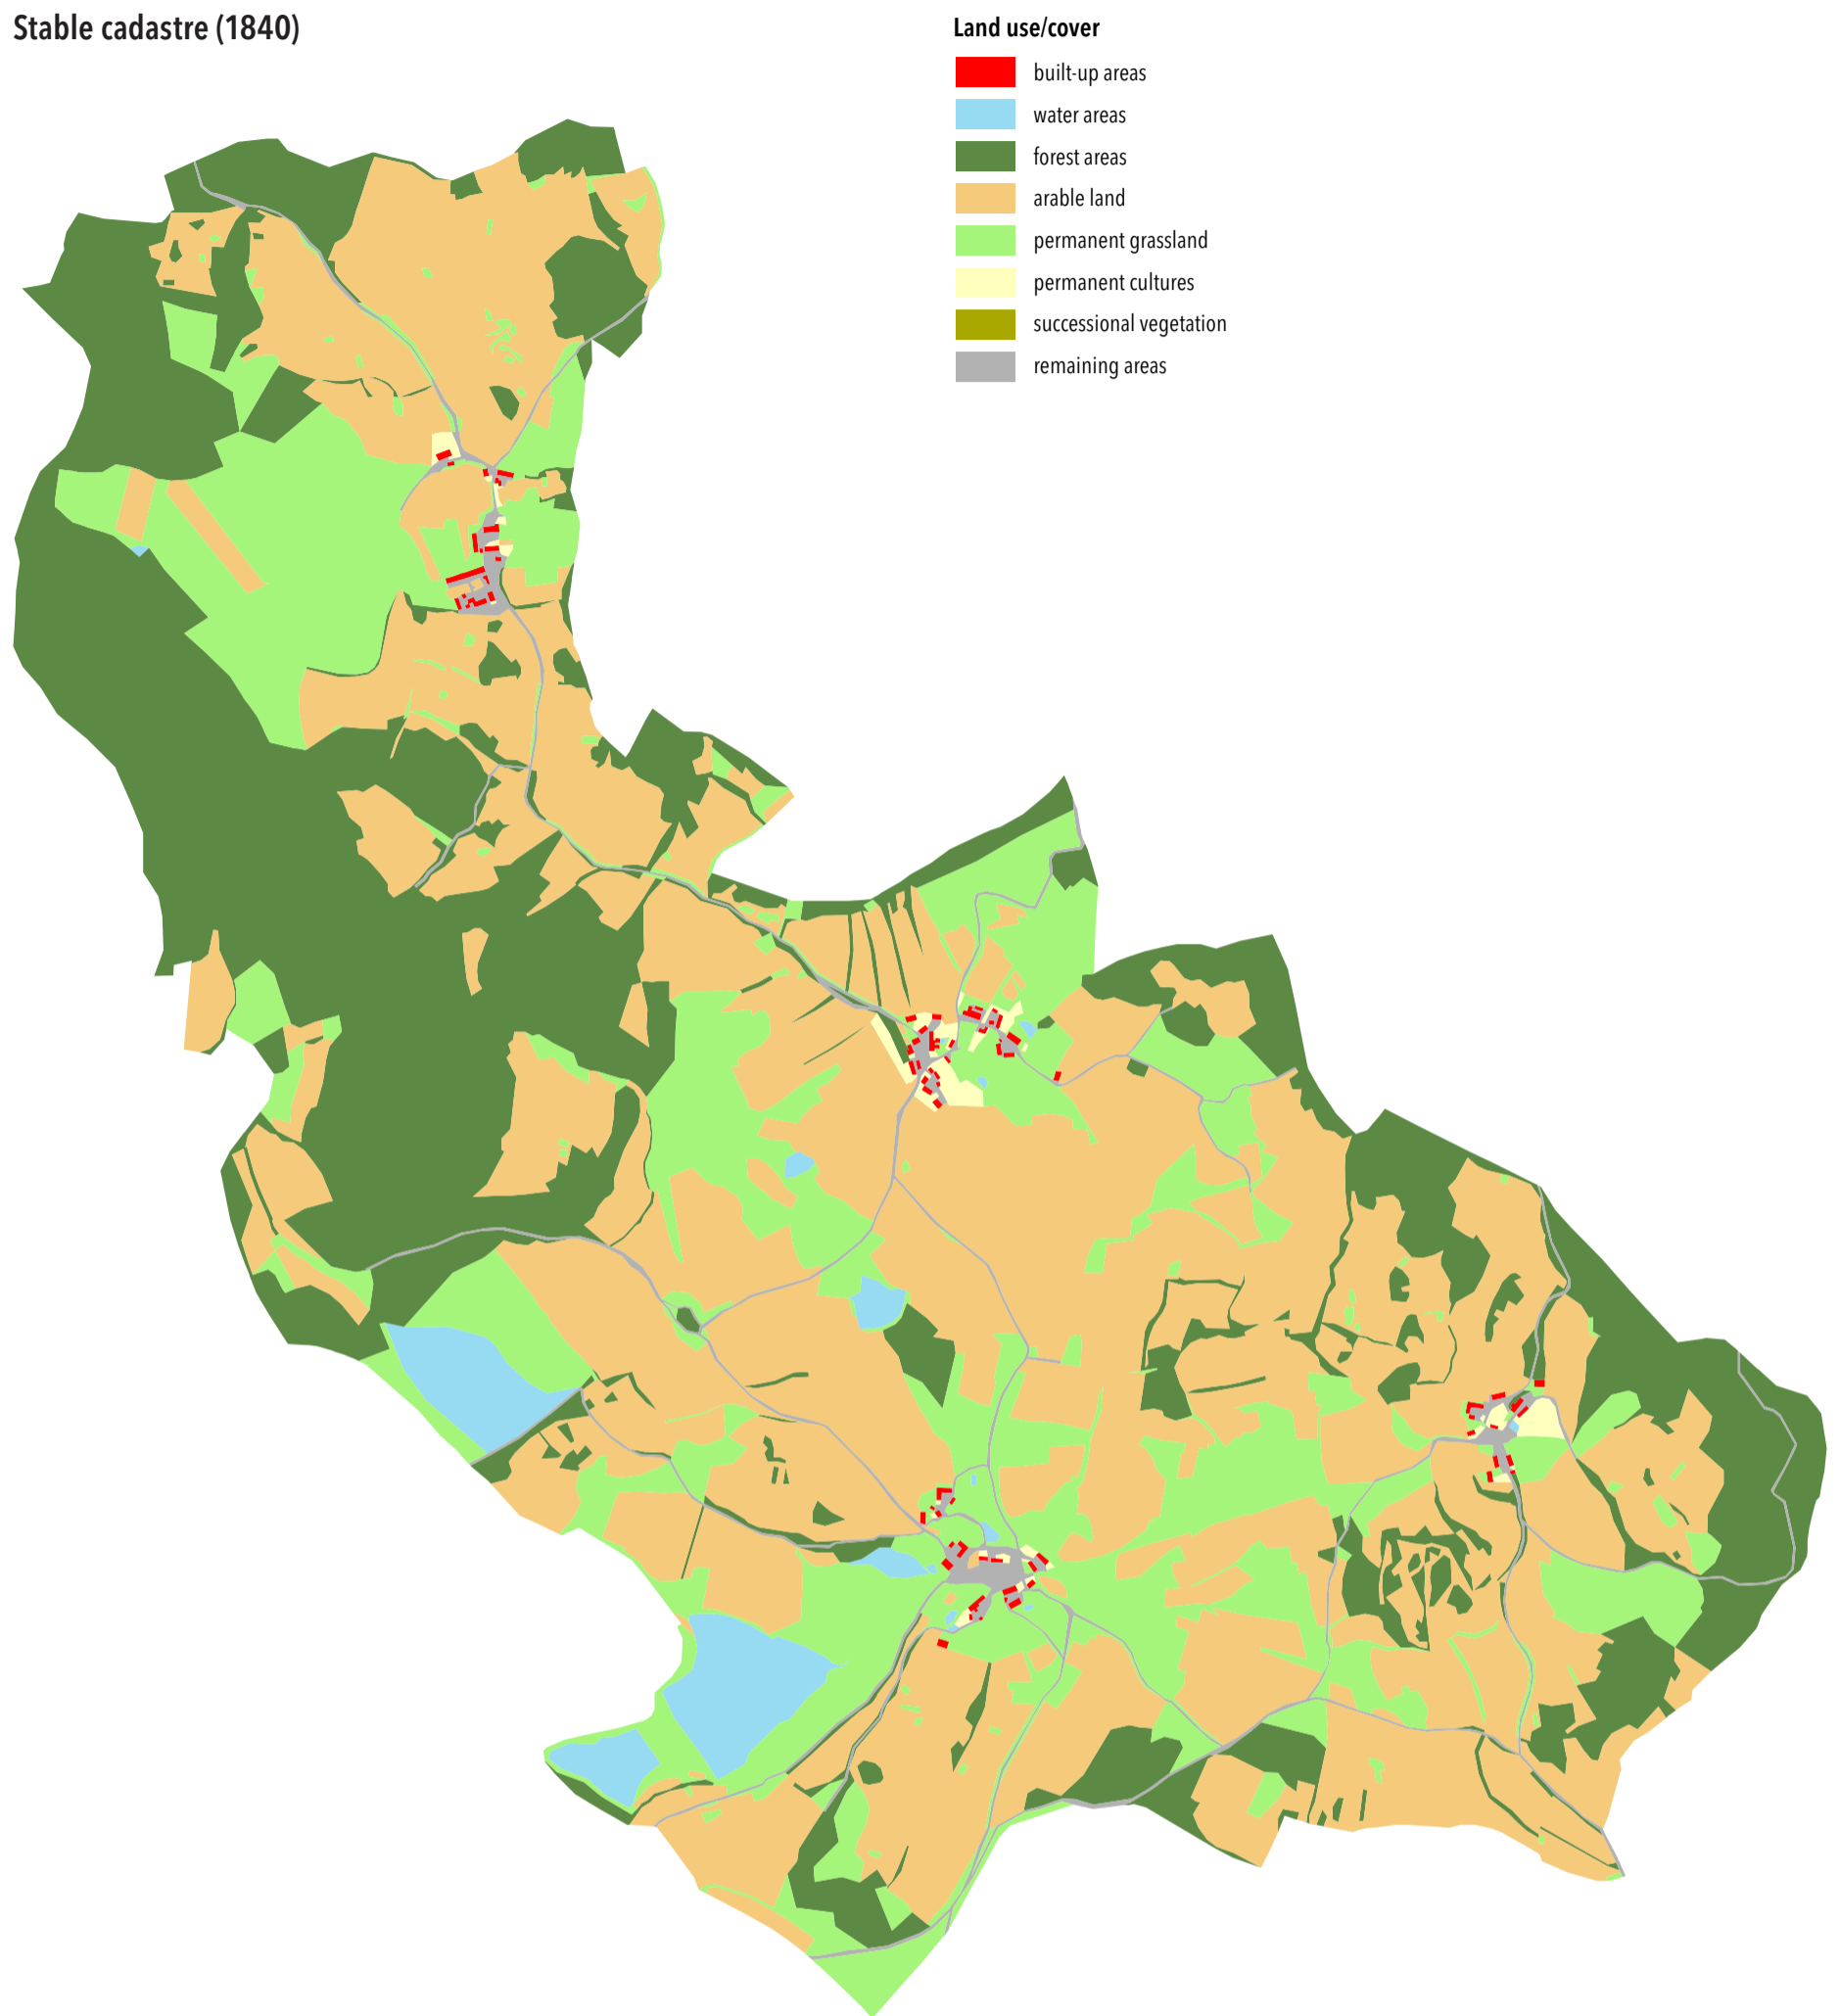 Stable cadastre (1840)
Land use/cover
built-up areas
water areas
forest areas
arable land
permanent grassland
permanent cultures
successional vegetation
remaining areas